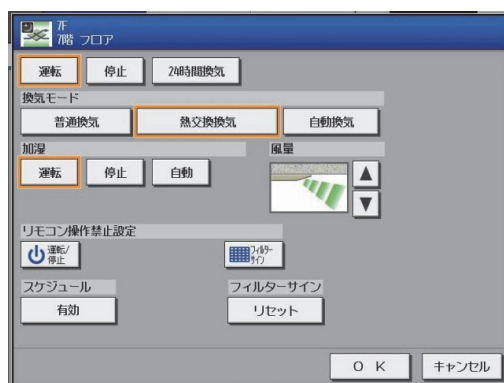 7F
7階 フロア
運転 停止 24時間換気
換気モード
普通換気 熱交換換気 自動換気
加湿 風量
運転 停止 自動
リモコン操作禁止設定
運転/
停止
フィルター
サイン
スケジュール フィルターサイン
有効 リセット
OK キャンセル